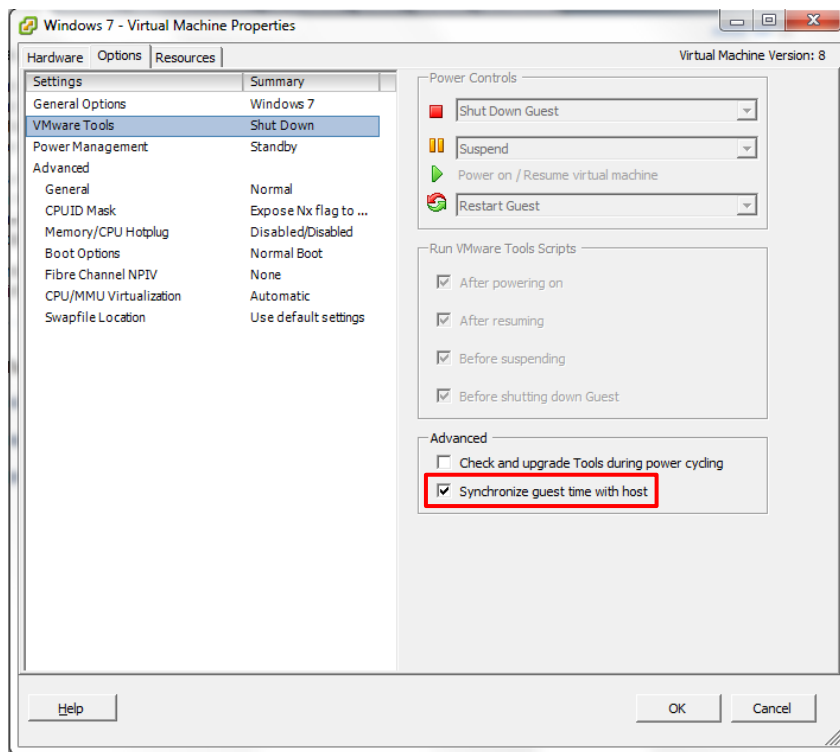 Windows 7 - Virtual Machine Properties
Hardware Options Resources Virtual Machine Version: 8
Settings Summary
General Options Windows 7
VMware Tools Shut Down
Power Management Standby
Advanced
General Normal
CPUID Mask Expose Nx flag to ...
Memory/CPU Hotplug Disabled/Disabled
Boot Options Normal Boot
Fibre Channel NPIV None
CPU/MMU Virtualization Automatic
Swapfile Location Use default settings
Power Controls
Shut Down Guest
Suspend
Power on / Resume virtual machine
Restart Guest
Run VMware Tools Scripts
After powering on
After resuming
Before suspending
Before shutting down Guest
Advanced
Check and upgrade Tools during power cycling
Synchronize guest time with host
Help OK Cancel